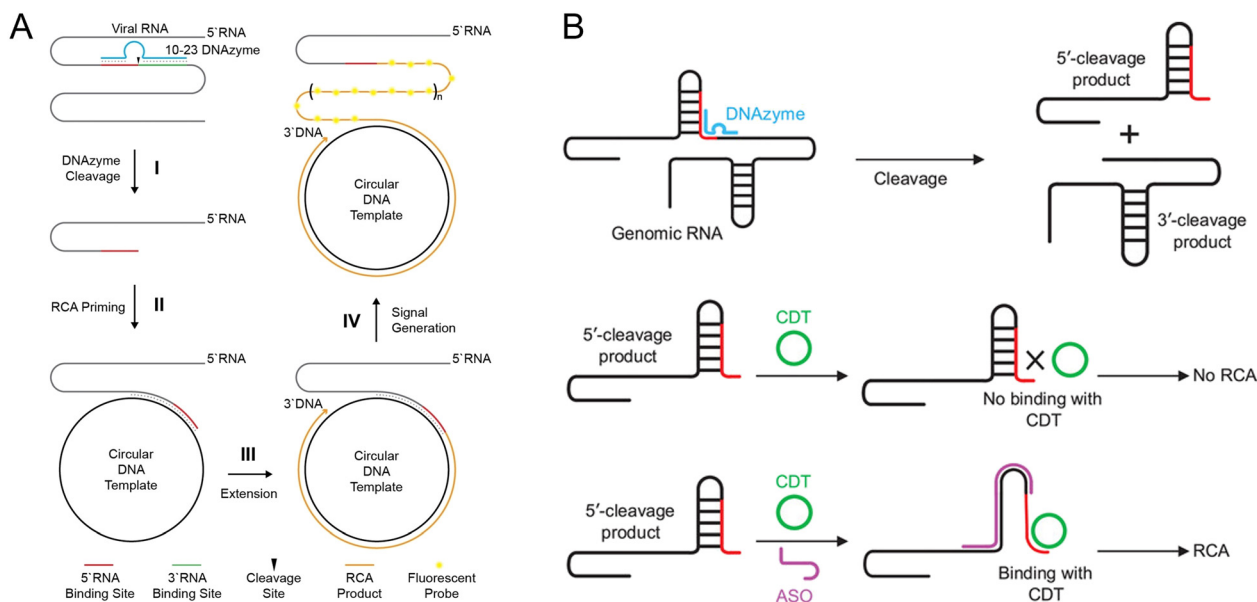 A
Viral RNA
5`RNA
10-23 DNAzyme
DNAzyme
Cleavage
I
5`RNA
RCA Priming
II
5`RNA
Circular
DNA
Template
III
Extension
5`RNA
3`DNA
Circular
DNA
Template
IV
Signal
Generation
5`RNA
n
3`DNA
Circular
DNA
Template
5`RNA
Binding Site
3`RNA
Binding Site
Cleavage
Site
RCA
Product
Fluorescent
Probe
B
DNAzyme
Genomic RNA
Cleavage
5′-cleavage
product
+
3′-cleavage
product
5′-cleavage
product
CDT
No binding with
CDT
No RCA
5′-cleavage
product
CDT
ASO
Binding with
CDT
RCA